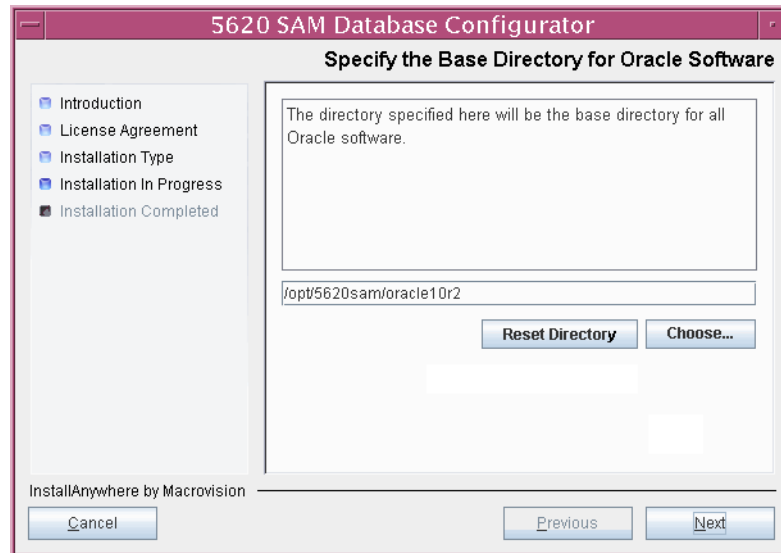 5620 SAM Database Configurator
Specify the Base Directory for Oracle Software
Introduction
License Agreement
Installation Type
Installation In Progress
Installation Completed
The directory specified here will be the base directory for all
Oracle software.
/opt/5620sam/oracle10r2
Reset Directory
Choose...
InstallAnywhere by Macrovision
Cancel
Previous
Next